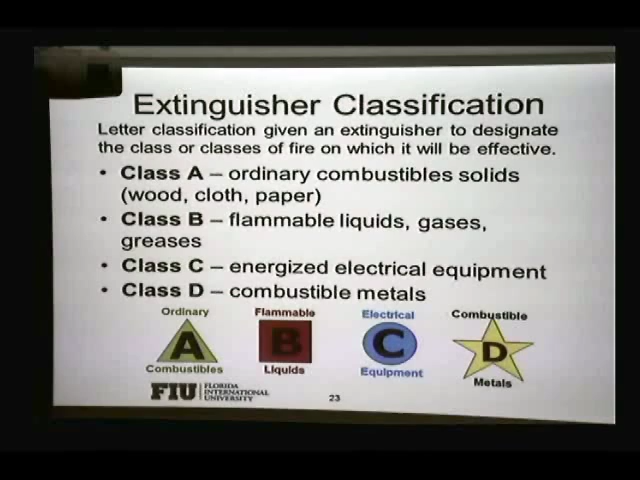 Extinguisher Classification
Letter classification given an extinguisher to designate
the class or classes of fire on which it will be effective.
• Class A – ordinary combustibles solids
(wood, cloth, paper)
• Class B – flammable liquids, gases,
greases
• Class C – energized electrical equipment
• Class D – combustible metals
Ordinary
A
Combustibles
Flammable
B
Liquids
Electrical
C
Equipment
Combustible
D
Metals
FIU FLORIDA
INTERNATIONAL
UNIVERSITY
23